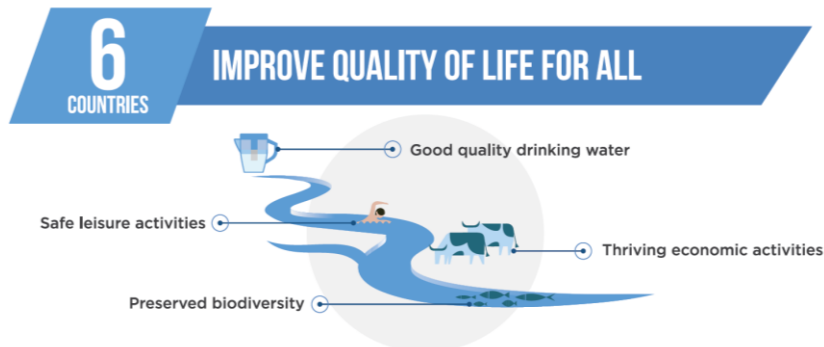 6
COUNTRIES
IMPROVE QUALITY OF LIFE FOR ALL
Good quality drinking water
Safe leisure activities
Thriving economic activities
Preserved biodiversity